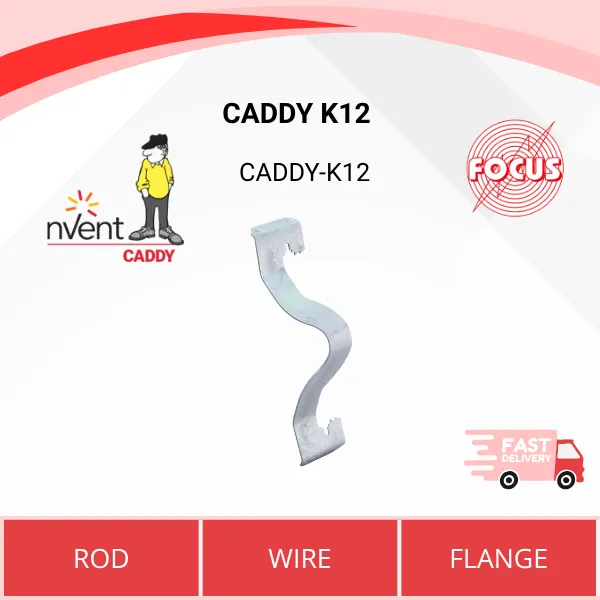 CADDY K12
CADDY-K12
nvent
CADDY
FOCUS
FAST
DELIVERY
ROD
WIRE
FLANGE